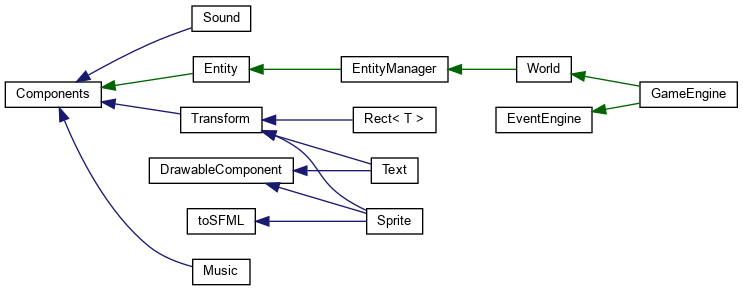 Sound
Entity
EntityManager
World
Components
GameEngine
Transform
Rect< T >
EventEngine
DrawableComponent
Text
toSFML
Sprite
Music